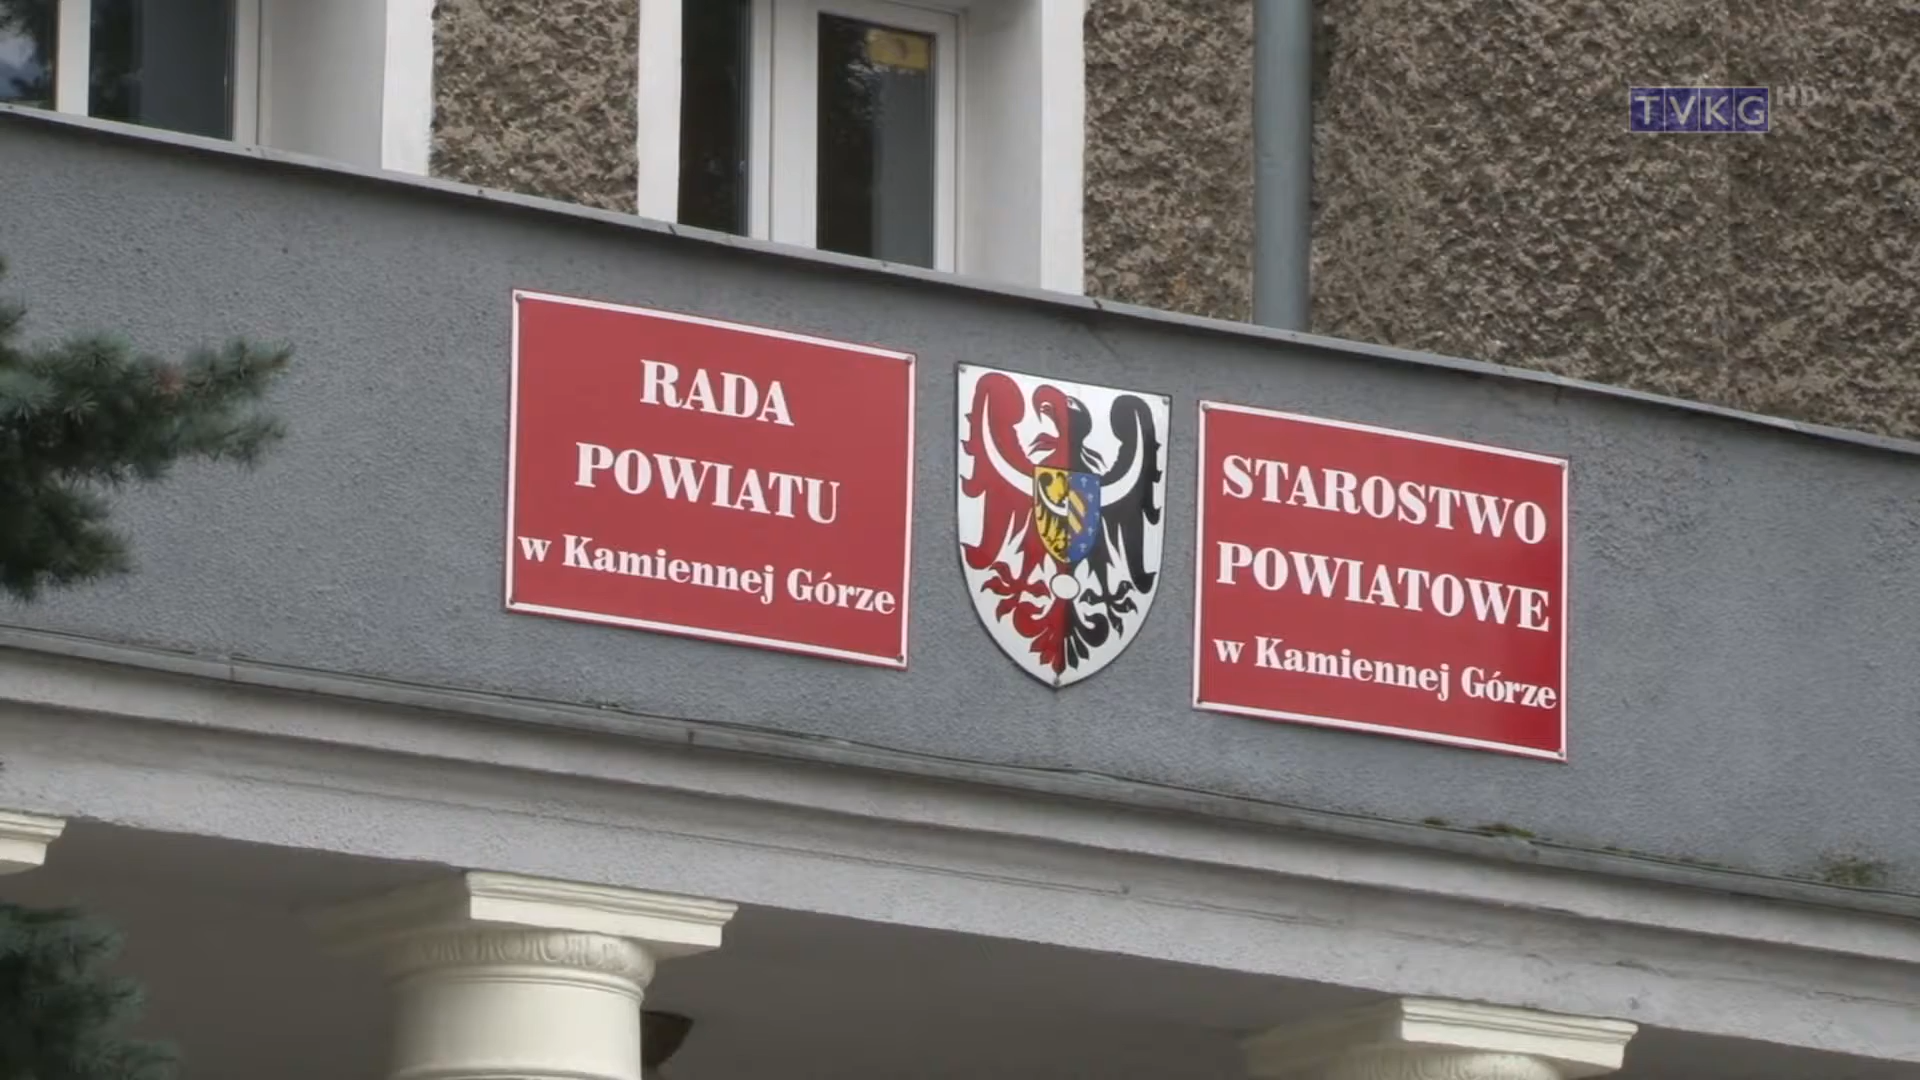 TVKG HD
RADA
POWIATU
w Kamiennej Górze
STAROSTWO
POWIATOWE
w Kamiennej Górze